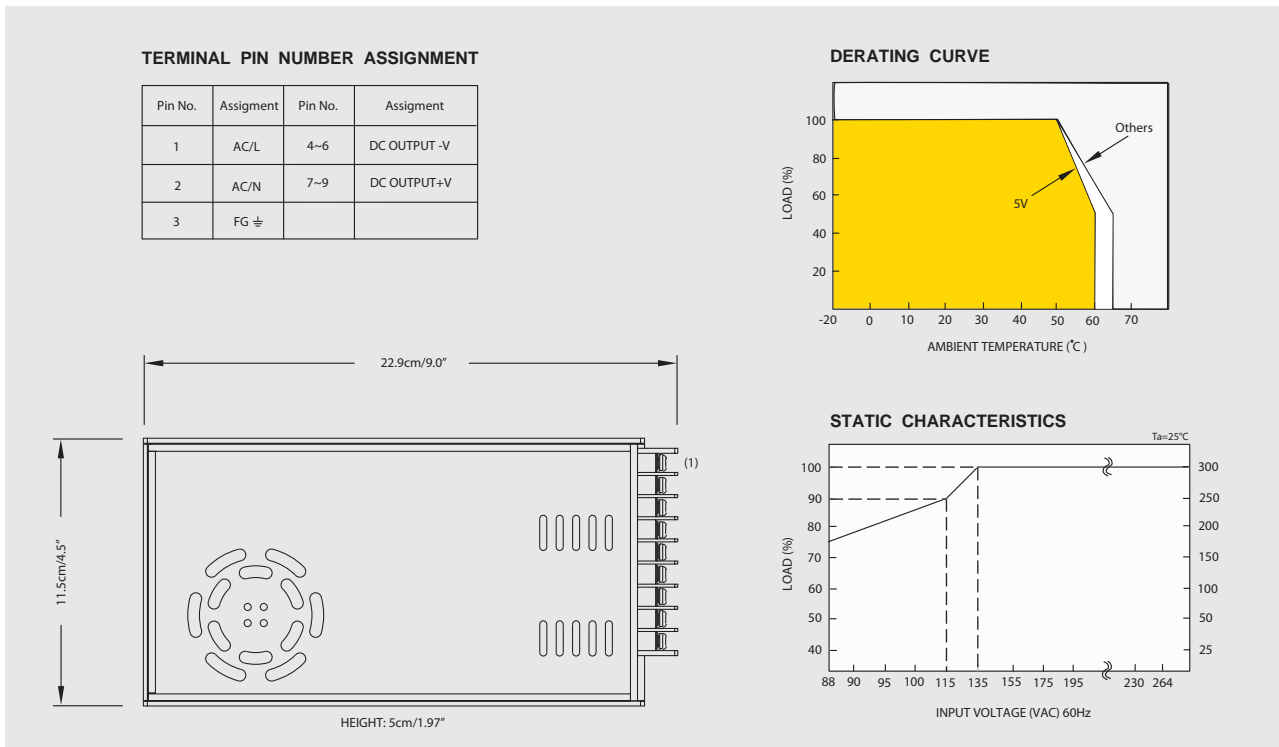 TERMINAL PIN NUMBER ASSIGNMENT
Pin No. Assigment Pin No. Assigment
1 AC/L 4~6 DC OUTPUT -V
2 AC/N 7~9 DC OUTPUT+V
3 FG ⏚
DERATING CURVE
100
80
60
40
20
LOAD (%)
Others
5V
-20 0 10 20 30 40 50 60 70
AMBIENT TEMPERATURE (°C )
22.9cm/9.0”
11.5cm/4.5”
(1)
HEIGHT: 5cm/1.97”
STATIC CHARACTERISTICS
Ta=25°C
100
90
80
70
60
50
40
LOAD (%)
300
250
200
150
100
50
25
88 90 95 100 115 135 155 175 195 230 264
INPUT VOLTAGE (VAC) 60Hz